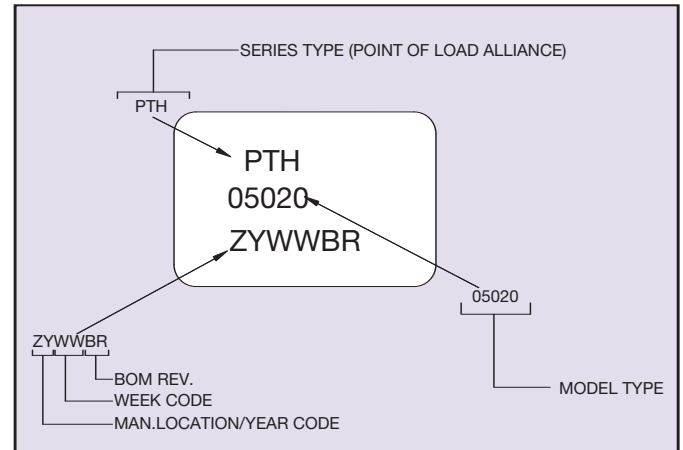 SERIES TYPE (POINT OF LOAD ALLIANCE)
PTH
PTH
05020
ZYWWBR
05020
ZYWWBR
BOM REV.
MODEL TYPE
WEEK CODE
MAN.LOCATION/YEAR CODE